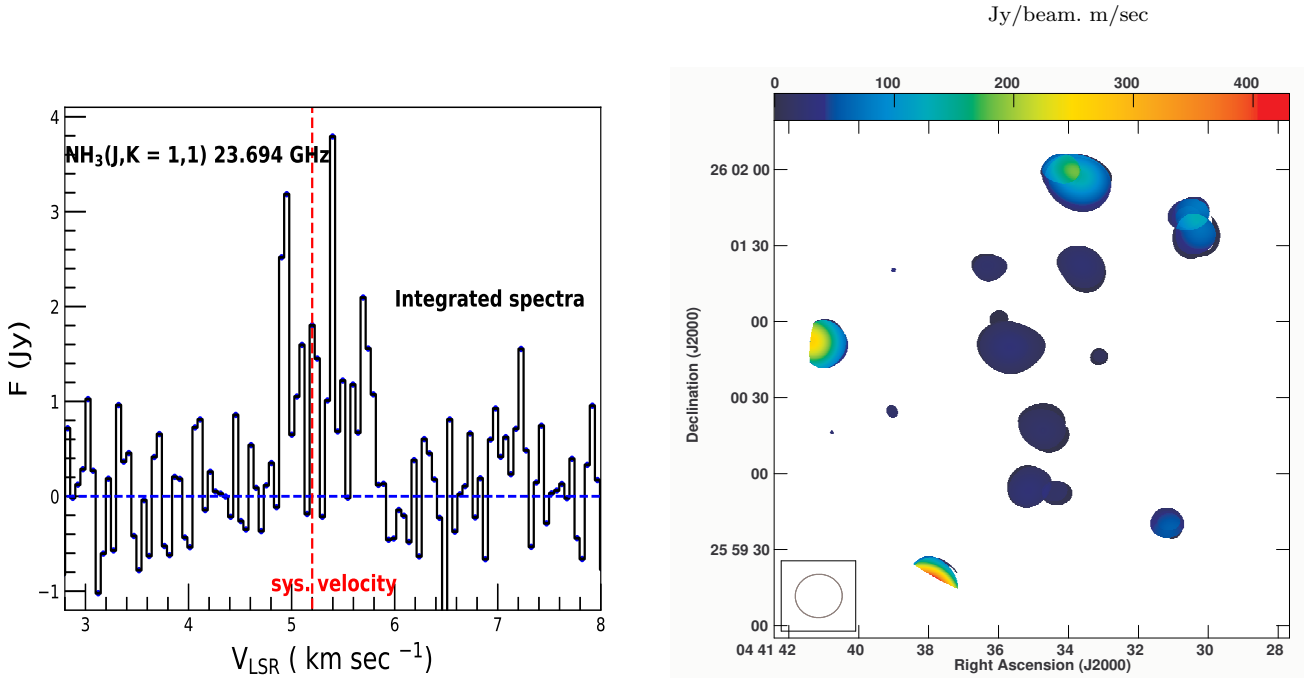 Jy/beam. m/sec
4
3
2
1
0
−1
F (Jy)
NH₃(J,K = 1,1) 23.694 GHz
Integrated spectra
sys. velocity
3 4 5 6 7 8
V_LSR ( km sec ⁻¹)
0 100 200 300 400
26 02 00
01 30
00
00 30
00
25 59 30
00
Declination (J2000)
04 41 42 40 38 36 34 32 30 28
Right Ascension (J2000)